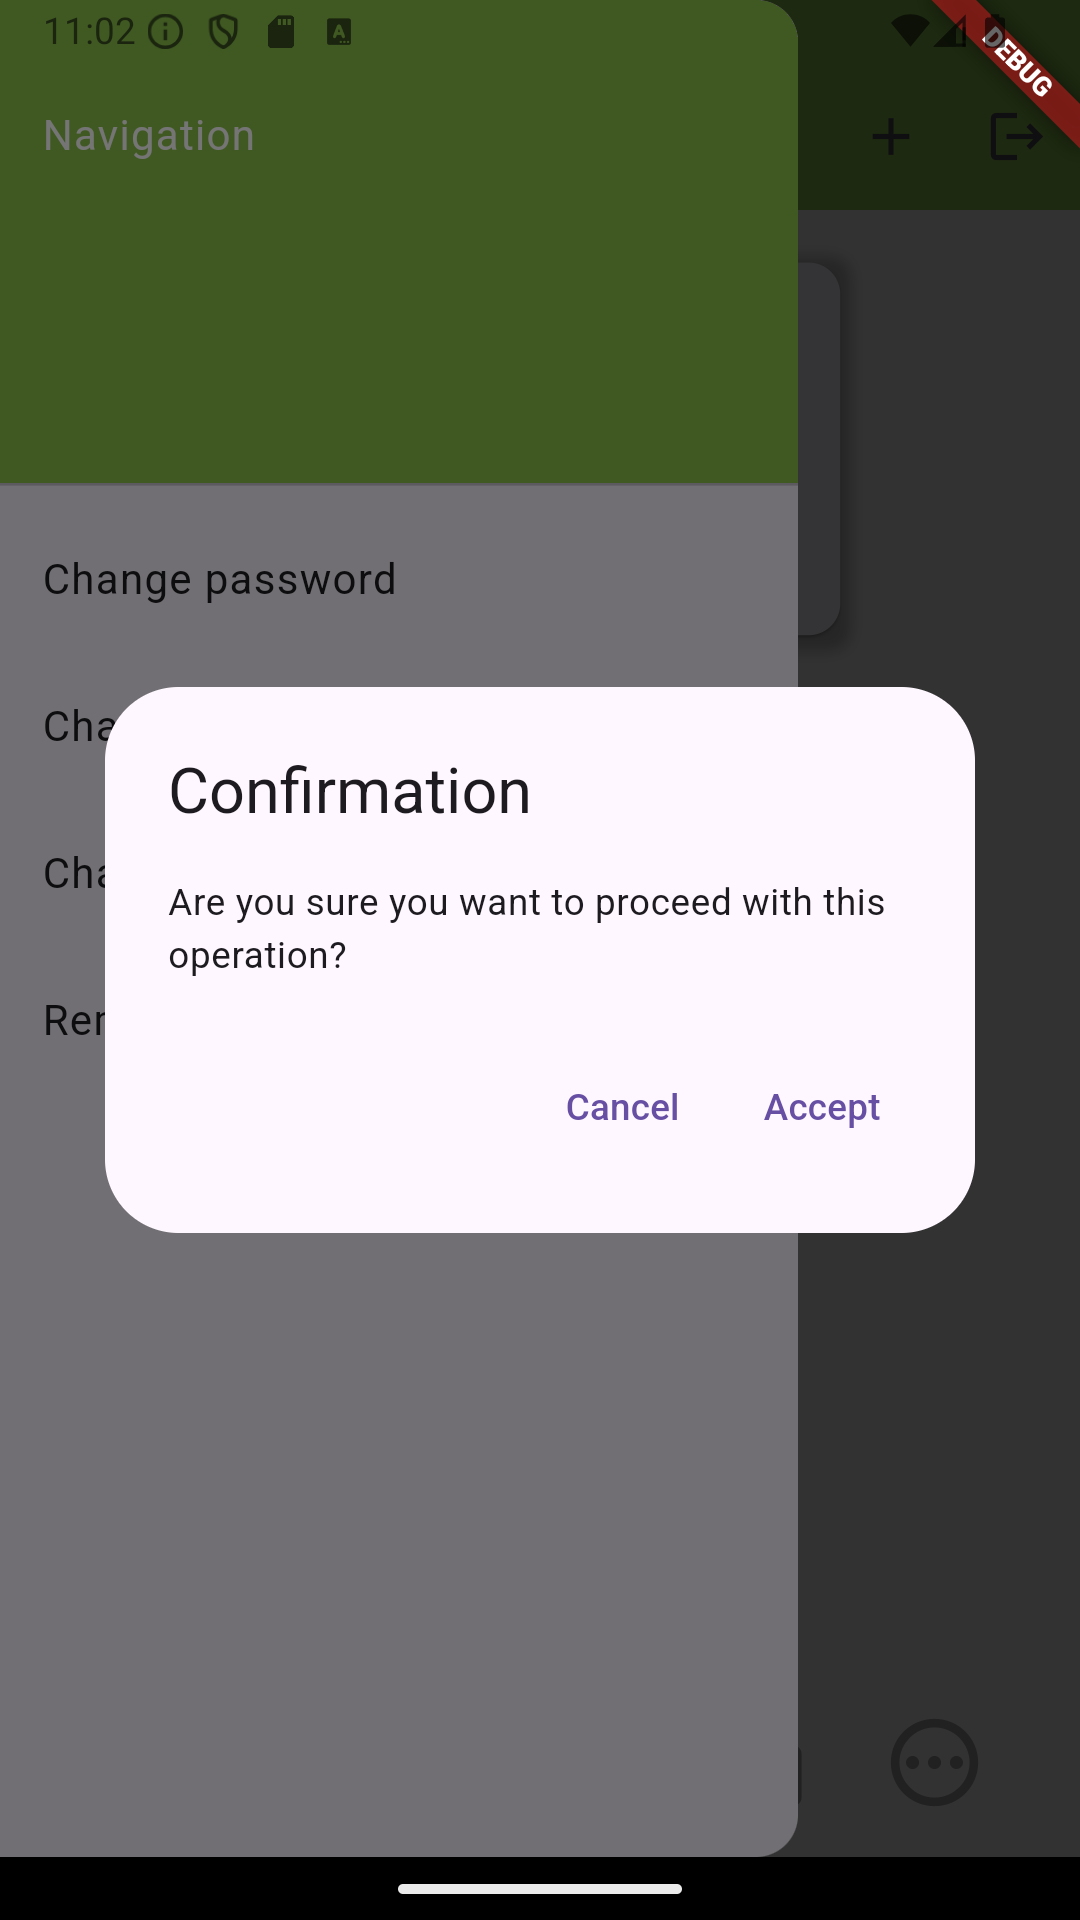 11:02
DEBUG
Navigation
Change password
Cha
Cha
Confirmation
Are you sure you want to proceed with this
operation?
Cancel
Accept